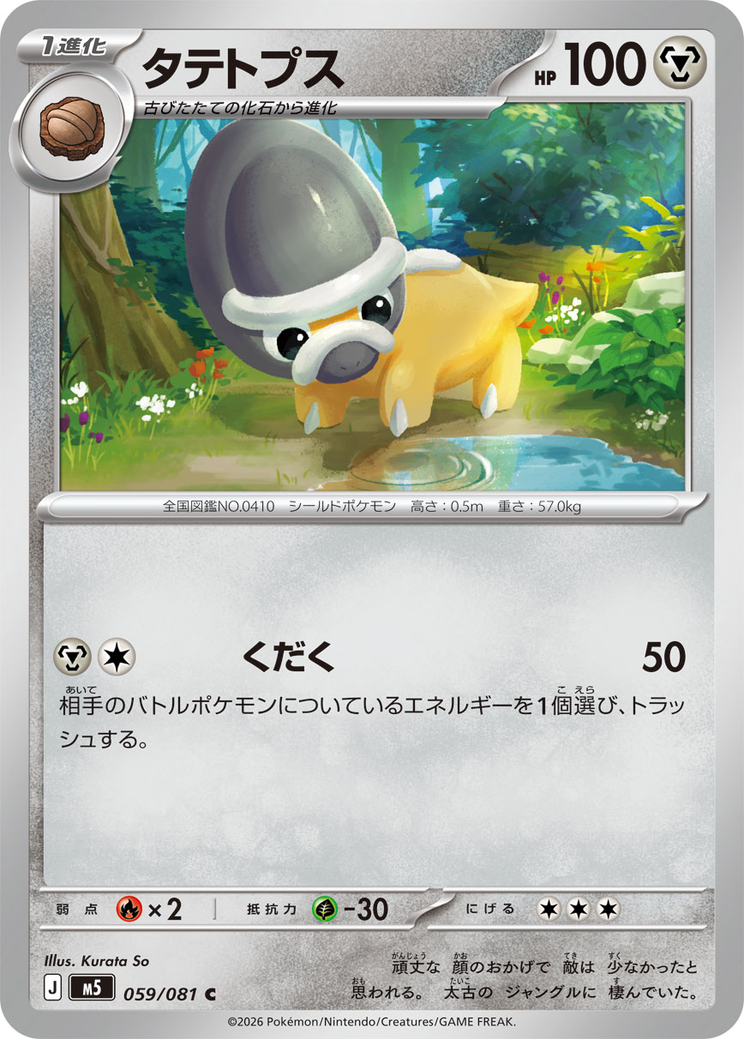 1進化
タテトプス
HP 100
古びたたての化石から進化
全国図鑑NO.0410 シールドポケモン 高さ:0.5m 重さ:57.0kg
くだく 50
相手のバトルポケモンについているエネルギーを1個選び、トラッ
シュする。
弱点 ×2 抵抗力 -30 にげる
Illus. Kurata So
頑丈な 顔のおかげで 敵は 少なかったと
思われる。 太古の ジャングルに 棲んでいた。
J M5 059/081 C
©2026 Pokémon/Nintendo/Creatures/GAME FREAK.